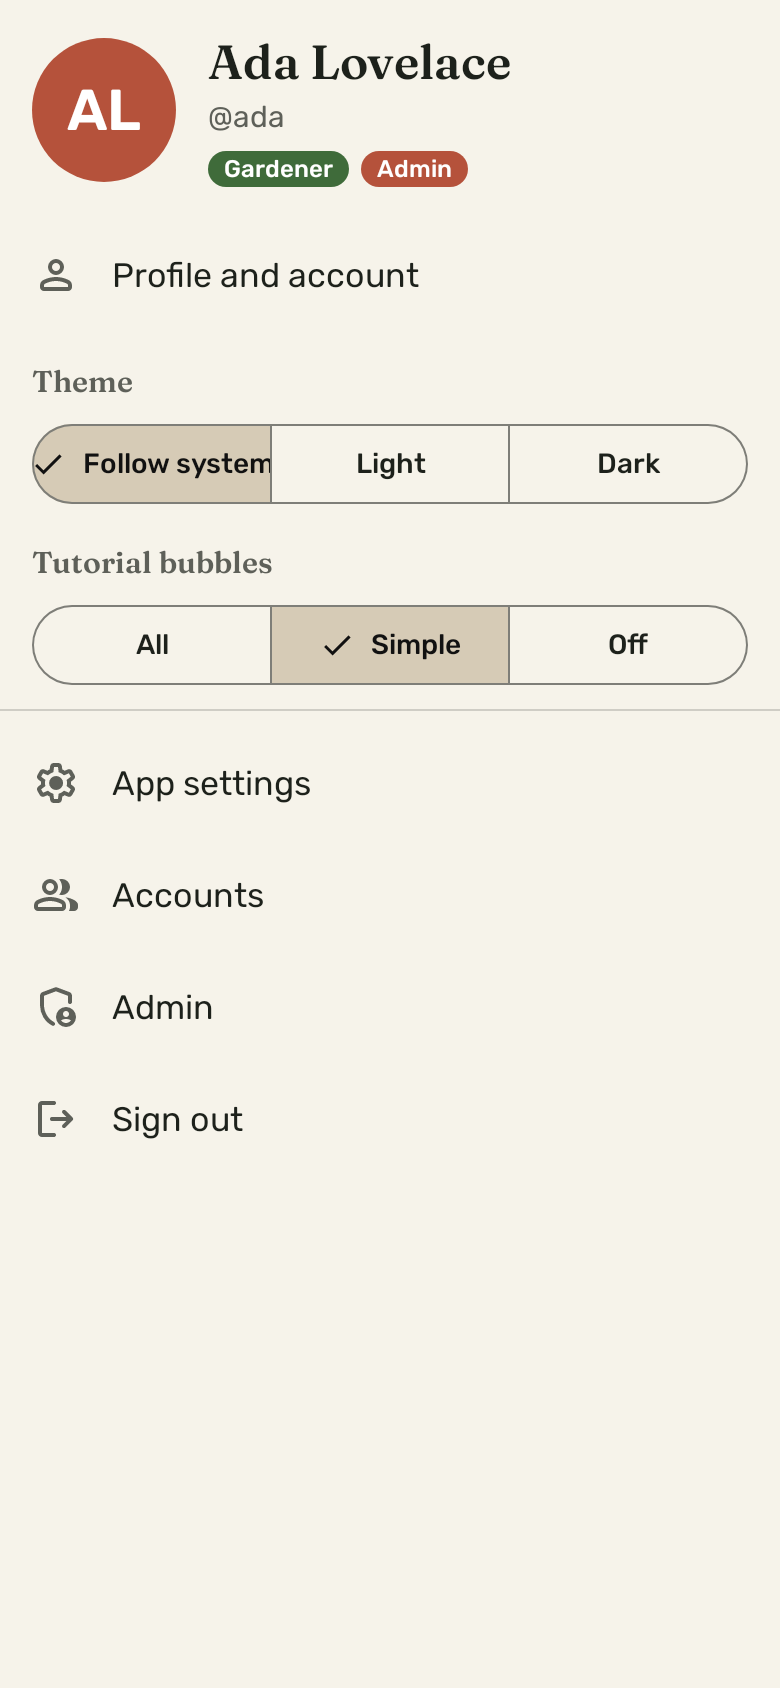 AL
Ada Lovelace
@ada
Gardener Admin
Profile and account
Theme
Follow system Light Dark
Tutorial bubbles
All Simple Off
App settings
Accounts
Admin
Sign out